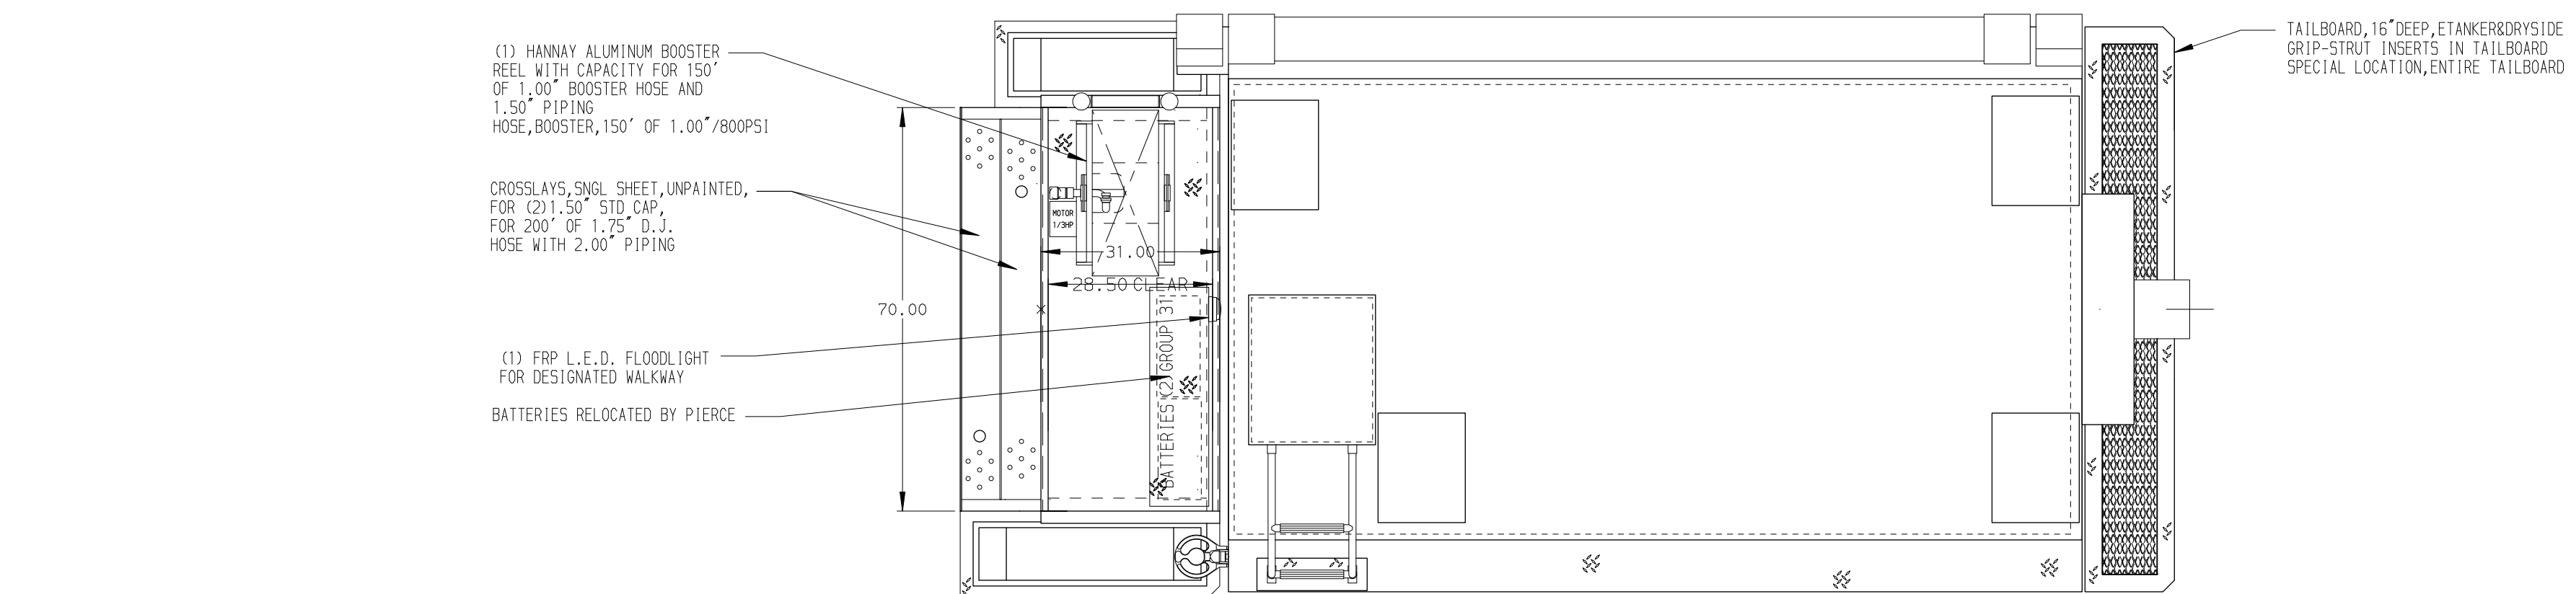 (1) HANNAY ALUMINUM BOOSTER
REEL WITH CAPACITY FOR 150'
OF 1.00" BOOSTER HOSE AND
1.50" PIPING
HOSE,BOOSTER,150' OF 1.00"/800PSI
CROSSLAYS,SNGL SHEET,UNPAINTED,
FOR (2)1.50" STD CAP,
FOR 200' OF 1.75" D.J.
HOSE WITH 2.00" PIPING
(1) FRP L.E.D. FLOODLIGHT
FOR DESIGNATED WALKWAY
BATTERIES RELOCATED BY PIERCE
70.00
MOTOR
1/3HP
31.00
28.50 CLEAR
BATTERIES (2) GROUP 31
TAILBOARD,16"DEEP,ETANKER&DRYSIDE
GRIP-STRUT INSERTS IN TAILBOARD
SPECIAL LOCATION,ENTIRE TAILBOARD